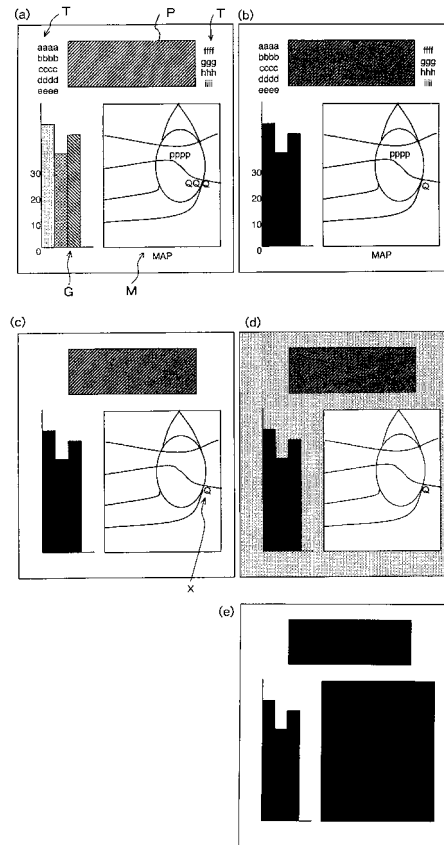 (a) T P T
aaaa
bbbb
cccc
dddd
eeee
ffff
ggg
hhh
iiii
30
20
10
0
pppp
QQQ
MAP
G M
(b)
aaaa
bbbb
cccc
dddd
eeee
ffff
ggg
hhh
iiii
30
20
10
0
pppp
Q
MAP
(c)
Q
X
(d)
Q
(e)